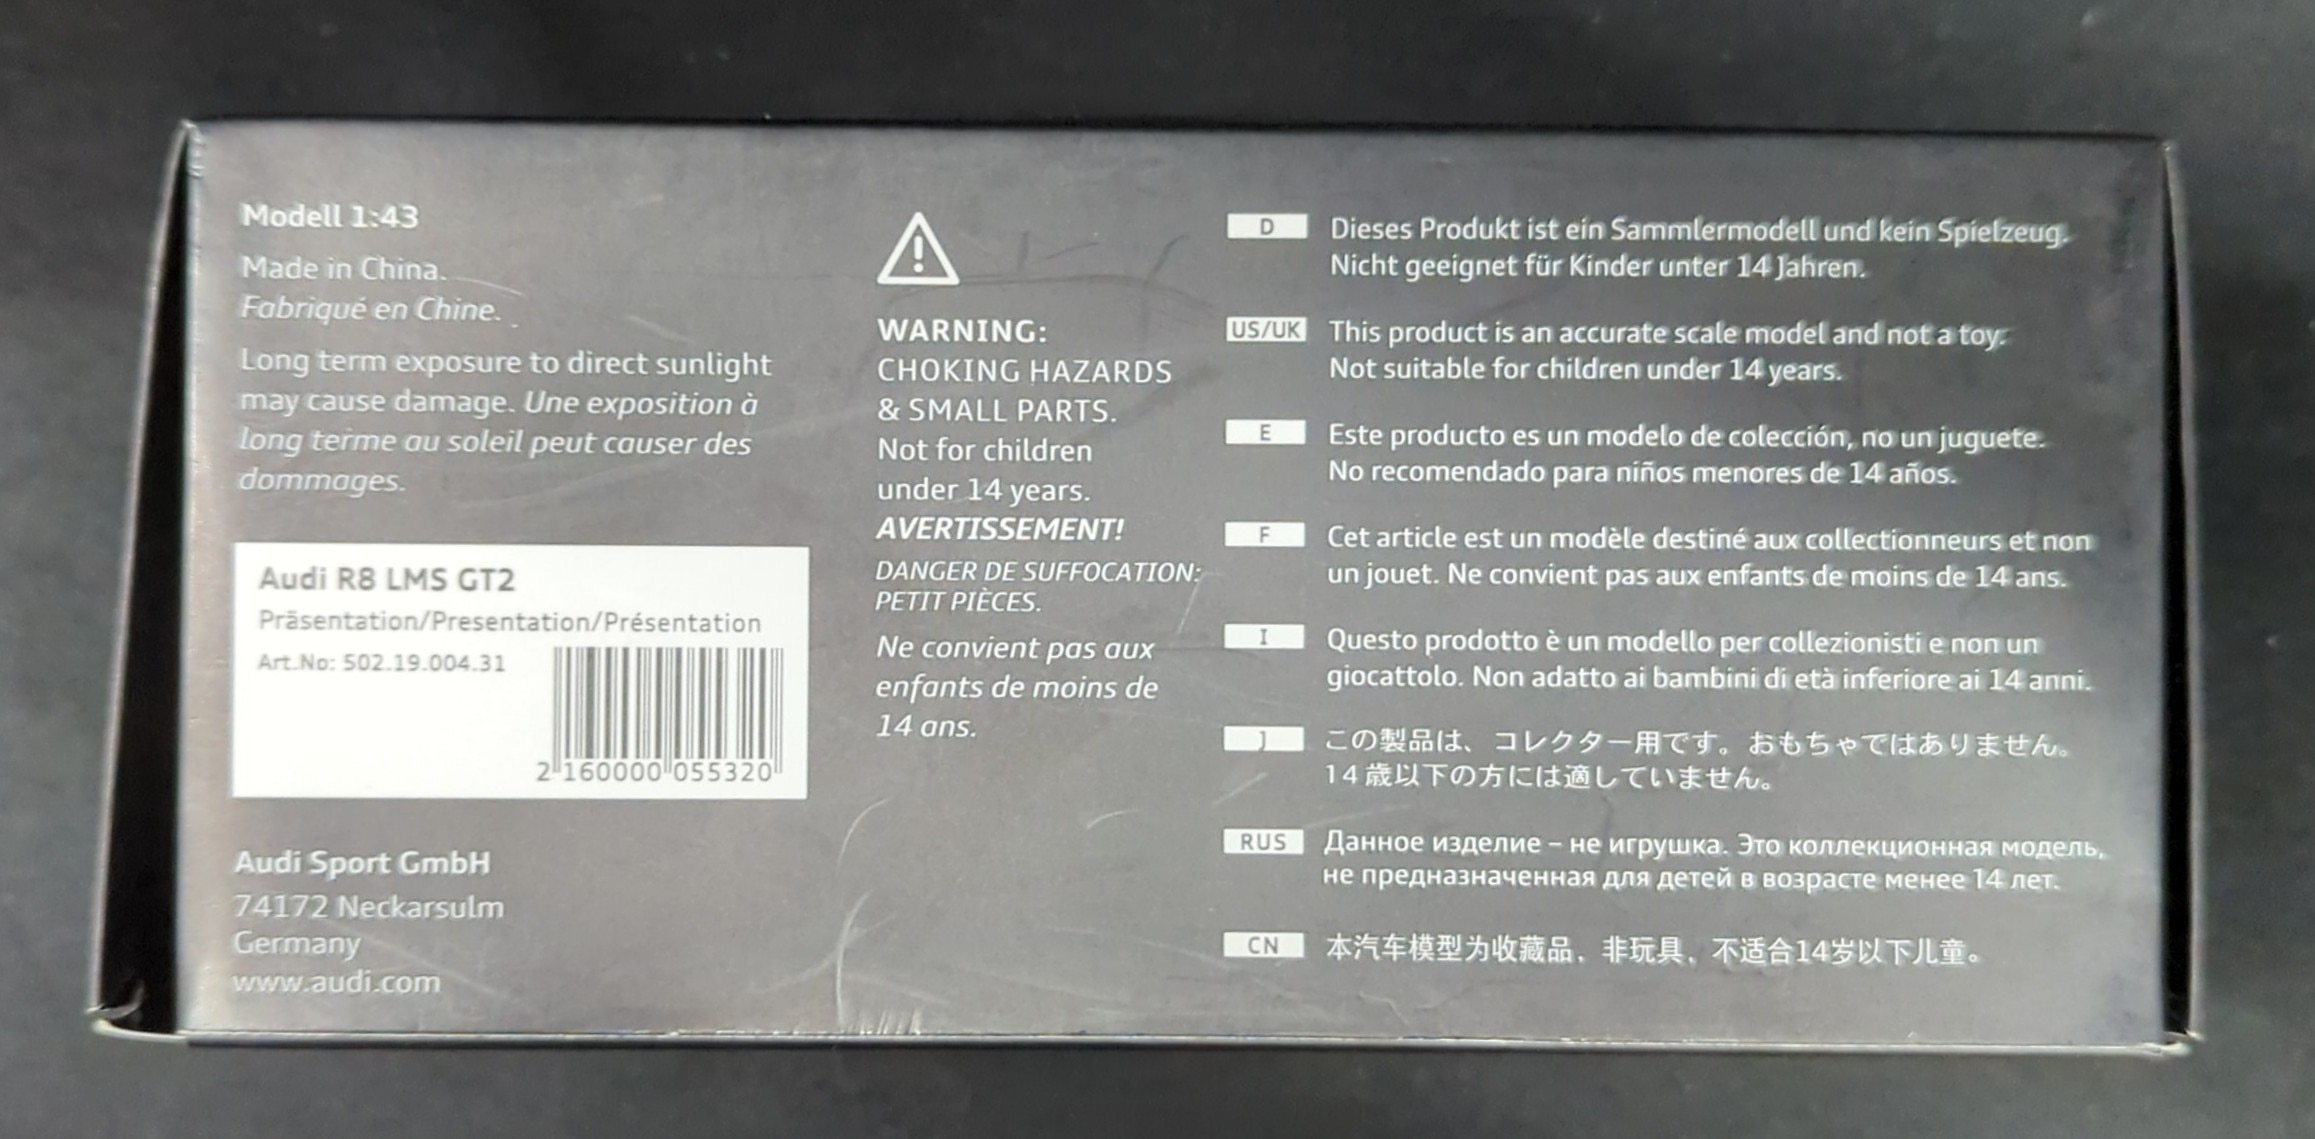 Modell 1:43
Made in China.
Fabriqué en Chine.
Long term exposure to direct sunlight
may cause damage. Une exposition à
long terme au soleil peut causer des
dommages.
Audi R8 LMS GT2
Präsentation/Presentation/Présentation
Art.No: 502.19.004.31
2 160000 055320
Audi Sport GmbH
74172 Neckarsulm
Germany
www.audi.com
WARNING:
CHOKING HAZARDS
& SMALL PARTS.
Not for children
under 14 years.
AVERTISSEMENT!
DANGER DE SUFFOCATION:
PETIT PIÈCES.
Ne convient pas aux
enfants de moins de
14 ans.
D Dieses Produkt ist ein Sammlermodell und kein Spielzeug.
Nicht geeignet für Kinder unter 14 Jahren.
US/UK This product is an accurate scale model and not a toy.
Not suitable for children under 14 years.
E Este producto es un modelo de colección, no un juguete.
No recomendado para niños menores de 14 años.
F Cet article est un modèle destiné aux collectionneurs et non
un jouet. Ne convient pas aux enfants de moins de 14 ans.
I Questo prodotto è un modello per collezionisti e non un
giocattolo. Non adatto ai bambini di età inferiore ai 14 anni.
J この製品は、コレクター用です。おもちゃではありません。
14歳以下の方には適していません。
RUS Данное изделие – не игрушка. Это коллекционная модель,
не предназначенная для детей в возрасте менее 14 лет.
CN 本汽车模型为收藏品，非玩具，不适合14岁以下儿童。